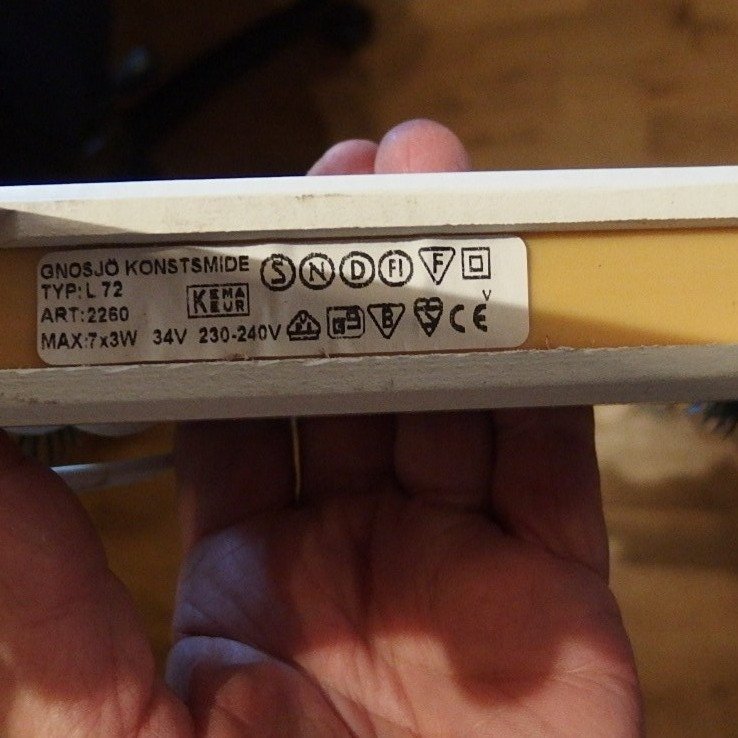 GNOSJÖ KONSTSMIDE S N D FI F
TYP: L 72 KEMA KEUR
ART: 2260
MAX: 7x3W 34V 230-240V B CE